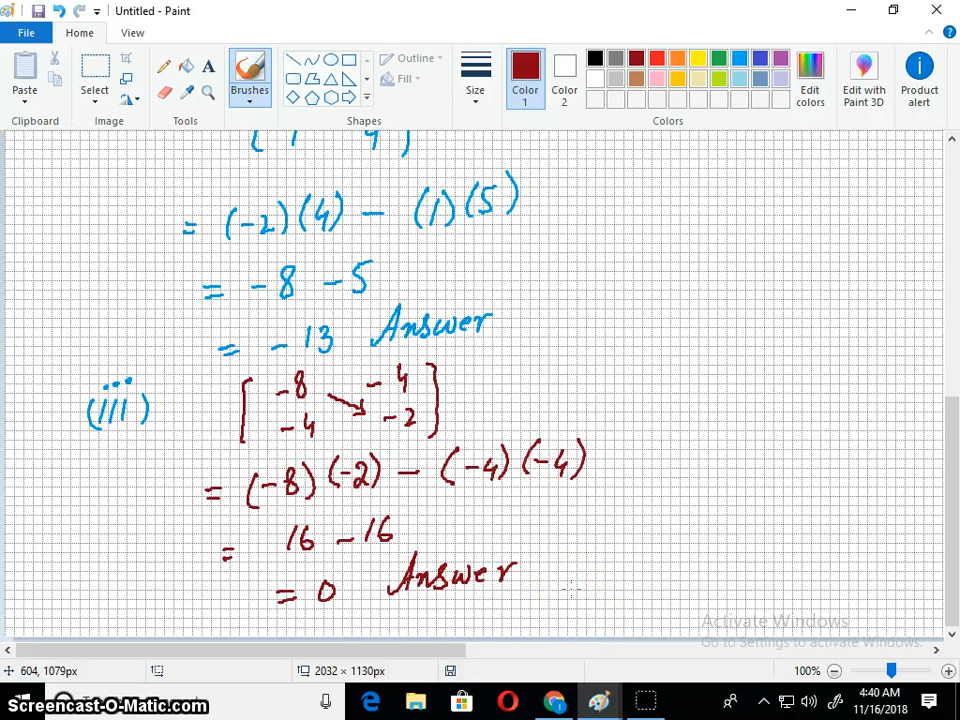 Untitled - Paint
File Home View
Paste Select Brushes Outline Fill Size Color 1 Color 2 Edit colors Edit with Paint 3D Product alert
Clipboard Image Tools Shapes Colors
= (-2)(4) - (1)(5)
= -8 -5
= -13 Answer
(iii) [ -8 -4
-4 -2 ]
= (-8)(-2) - (-4)(-4)
= 16 -16
= 0 Answer
Activate Windows
Go to Settings to activate Windows.
604, 1079px 2032 × 1130px 100%
4:40 AM
11/16/2018
Screencast-O-Matic.com